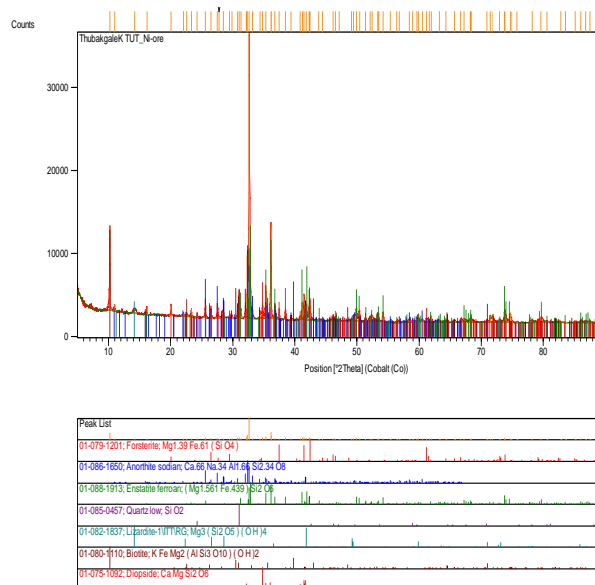 Counts
ThubakgaleK TUT_Ni-ore
30000
20000
10000
0
10 20 30 40 50 60 70 80
Position [°2Theta] (Cobalt (Co))
Peak List
01-079-1201; Forsterite; Mg1.39 Fe.61 ( Si O4 )
01-086-1650; Anorthite sodian; Ca.66 Na.34 Al1.66 Si2.34 O8
01-088-1913; Enstatite ferroan; ( Mg1.561 Fe.439 ) Si2 O6
01-085-0457; Quartz low; Si O2
01-082-1837; Lizardite-1\ITT\RG; Mg3 ( Si2 O5 ) ( O H )4
01-080-1110; Biotite; K Fe Mg2 ( Al Si3 O10 ) ( O H )2
01-075-1092; Diopside; Ca Mg Si2 O6